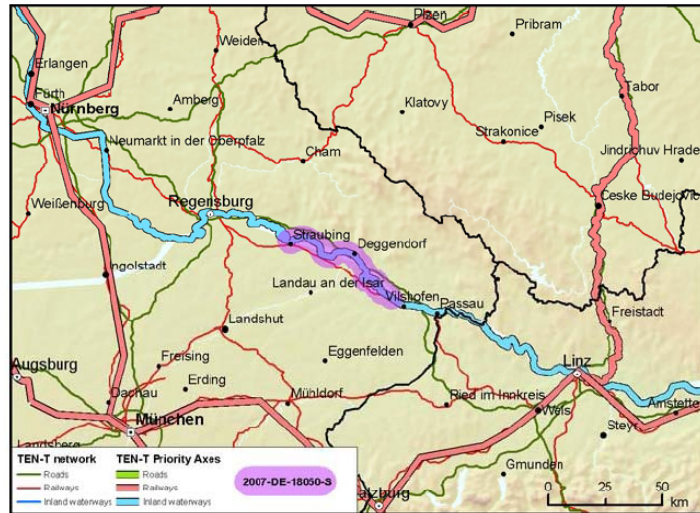 Plzen
Pribram
Weiden
Erlangen
Fürth
Nürnberg
Amberg
Klatovy
Tabor
Pisek
Strakonice
Neumarkt in der Oberpfalz
Cham
Jindrichuv Hrade
Weißenburg
Regensburg
Ceske Budejovic
Straubing
Deggendorf
Ingolstadt
Landau an der Isar
Vilshofen
Passau
Freistadt
Landshut
Freising
Eggenfelden
Linz
Augsburg
Erding
Dachau
Mühldorf
Ried im Innkreis
Wels
Amstette
München
Steyr
Landsberg
Gmunden
alzburg
TEN-T network
TEN-T Priority Axes
Roads
Railways
Inland waterways
Roads
Railways
Inland waterways
2007-DE-18050-S
0 25 50
km